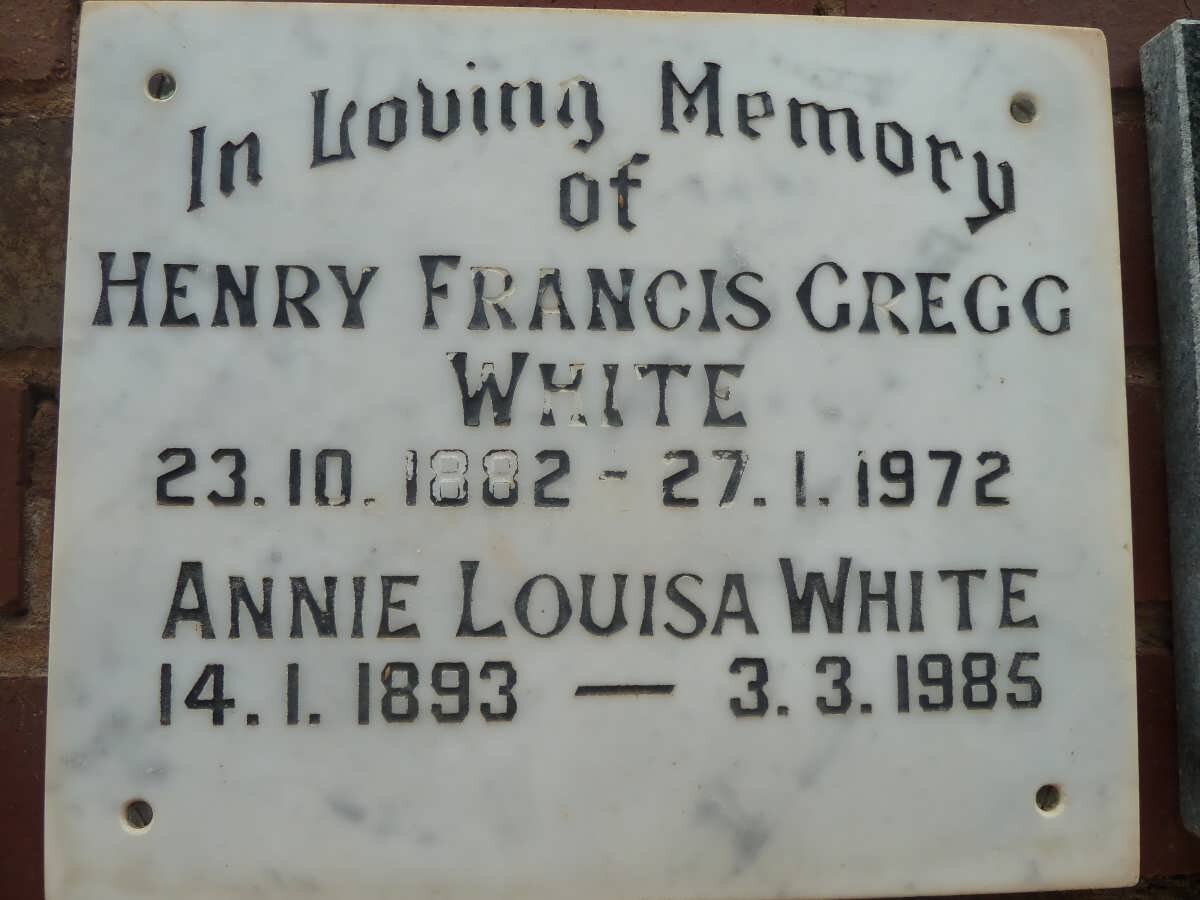 In Loving Memory
of
HENRY FRANCIS GREGG
WHITE
23.10.1882 - 27.1.1972
ANNIE LOUISA WHITE
14.1.1893 — 3.3.1985